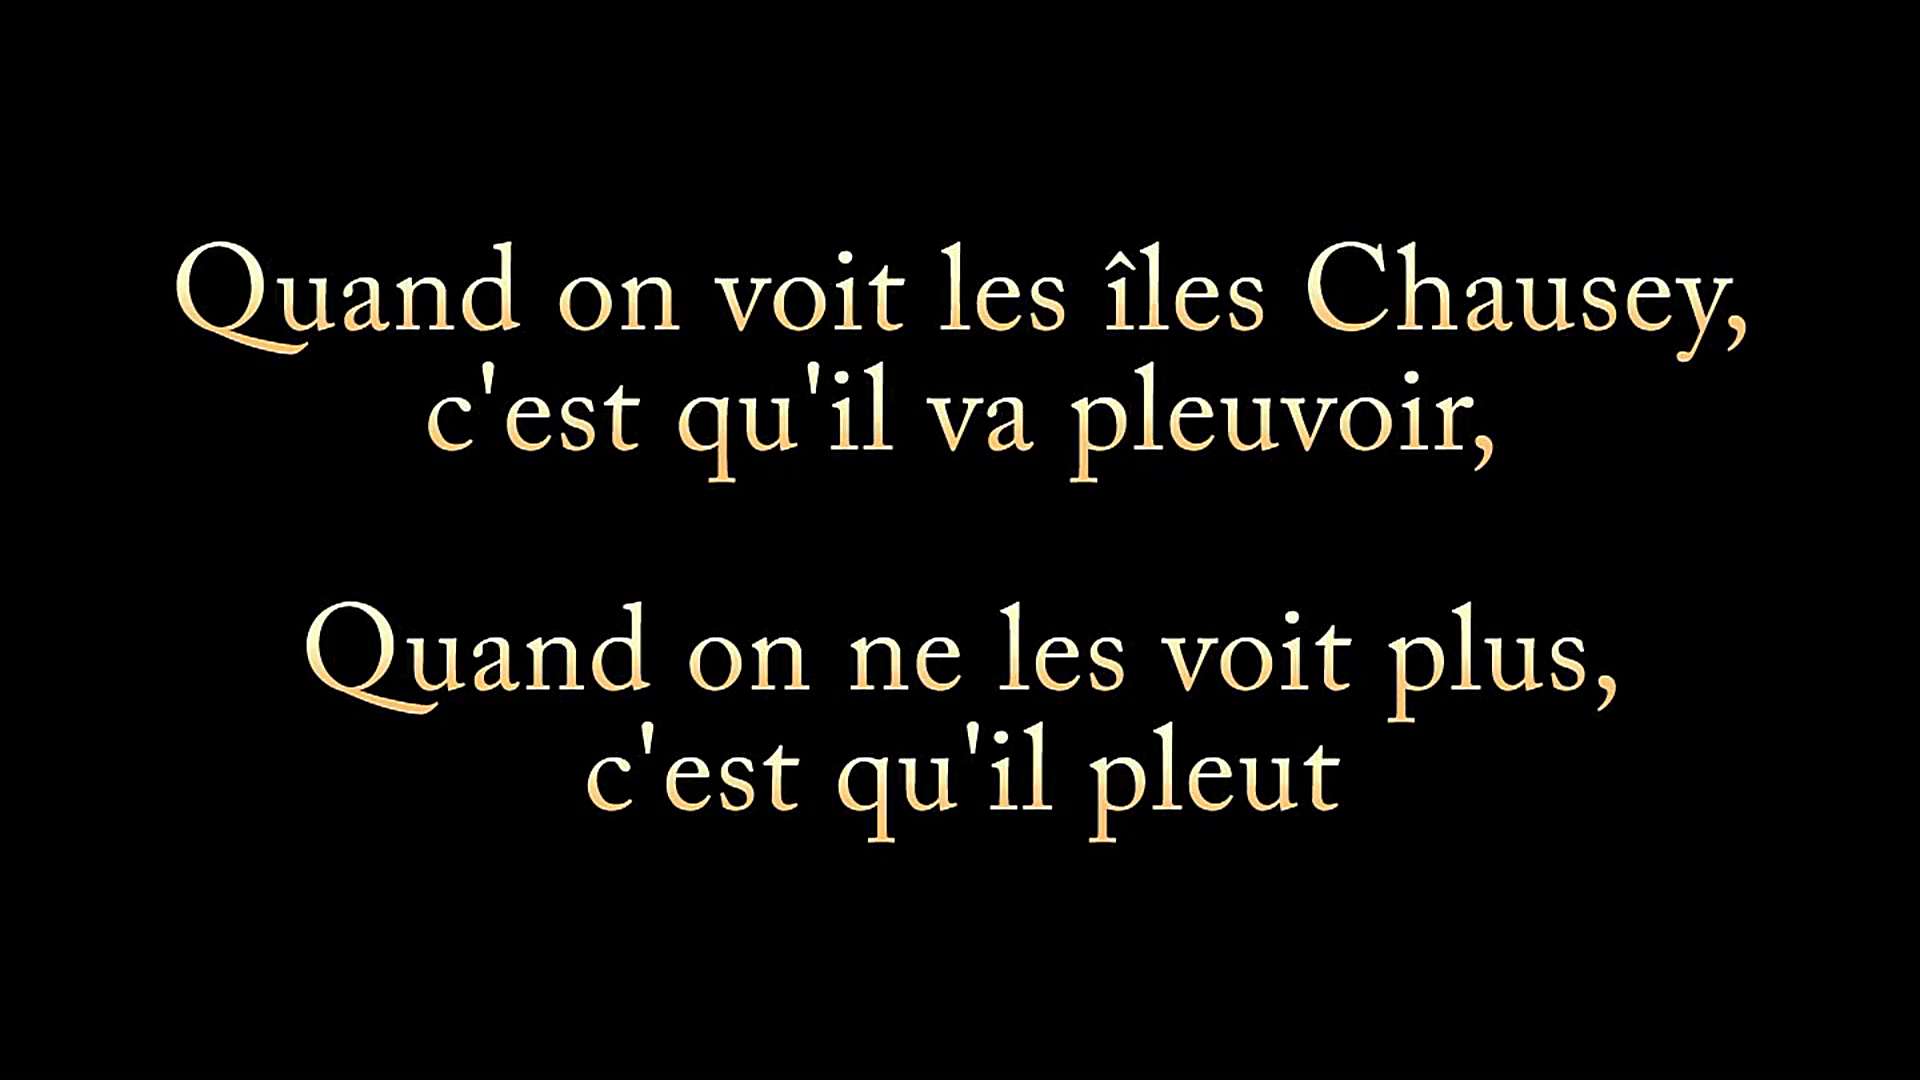 Quand on voit les îles Chausey,
c'est qu'il va pleuvoir,
Quand on ne les voit plus,
c'est qu'il pleut